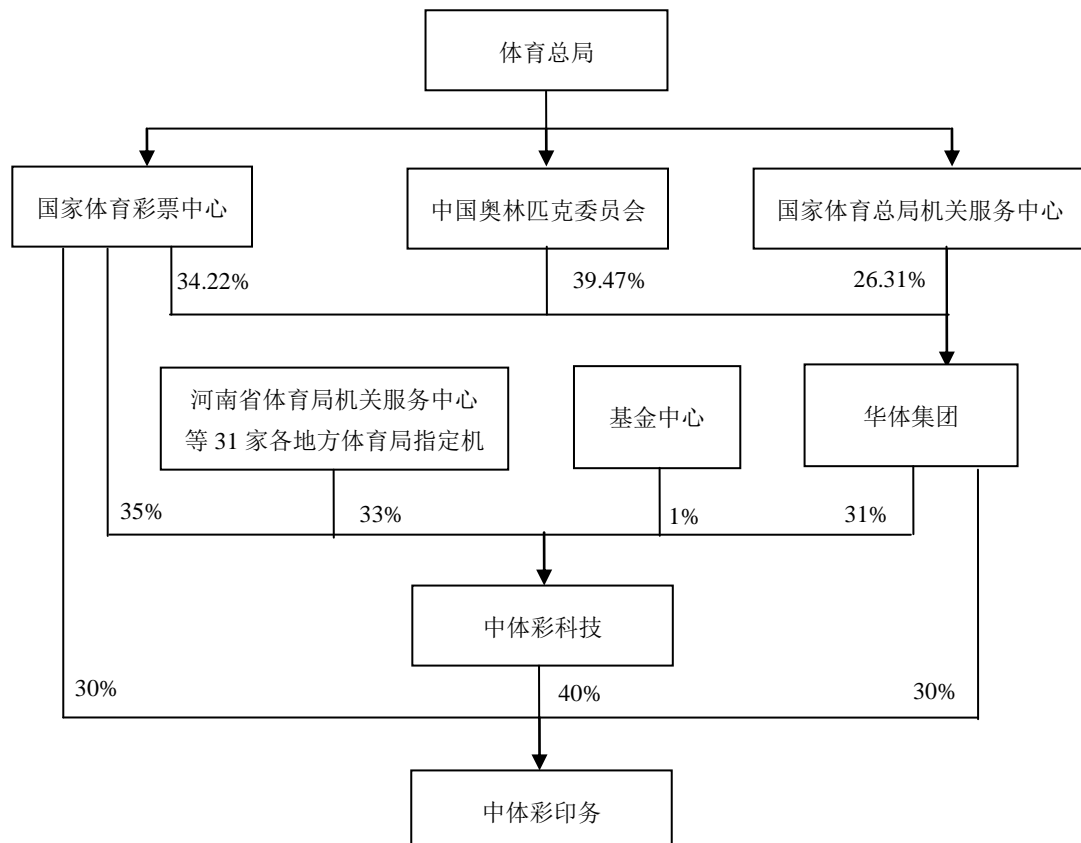 体育总局
国家体育彩票中心
中国奥林匹克委员会
国家体育总局机关服务中心
34.22%
39.47%
26.31%
河南省体育局机关服务中心
等 31 家各地方体育局指定机
基金中心
华体集团
35%
33%
1%
31%
中体彩科技
30%
40%
30%
中体彩印务